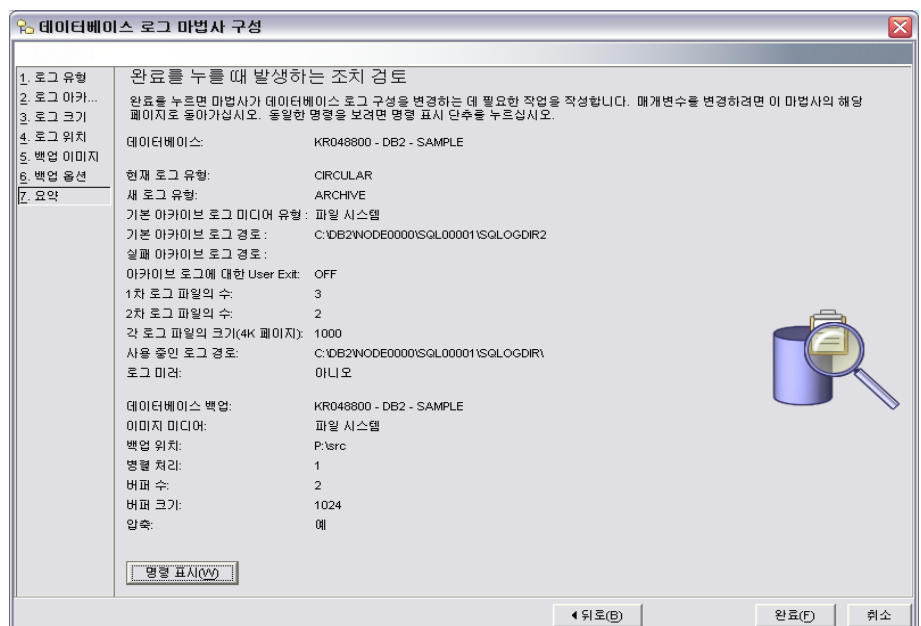 데이터베이스 로그 마법사 구성
1. 로그 유형
2. 로그 아카...
3. 로그 크기
4. 로그 위치
5. 백업 이미지
6. 백업 옵션
7. 요약
완료를 누를 때 발생하는 조치 검토
완료를 누르면 마법사가 데이터베이스 로그 구성을 변경하는 데 필요한 작업을 작성합니다. 매개변수를 변경하려면 이 마법사의 해당
페이지로 돌아가십시오. 동일한 명령을 보려면 명령 표시 단추를 누르십시오.
데이터베이스: KR048800 - DB2 - SAMPLE
현재 로그 유형: CIRCULAR
새 로그 유형: ARCHIVE
기본 아카이브 로그 미디어 유형: 파일 시스템
기본 아카이브 로그 경로: C:\DB2\NODE0000\SQL00001\SQLOGDIR2
실패 아카이브 로그 경로:
아카이브 로그에 대한 User Exit: OFF
1차 로그 파일의 수: 3
2차 로그 파일의 수: 2
각 로그 파일의 크기(4K 페이지): 1000
사용 중인 로그 경로: C:\DB2\NODE0000\SQL00001\SQLOGDIR\
로그 미러: 아니오
데이터베이스 백업: KR048800 - DB2 - SAMPLE
이미지 미디어: 파일 시스템
백업 위치: P:\src
병렬 처리: 1
버퍼 수: 2
버퍼 크기: 1024
압축: 예
명령 표시(W)
뒤로(B) 완료(F) 취소